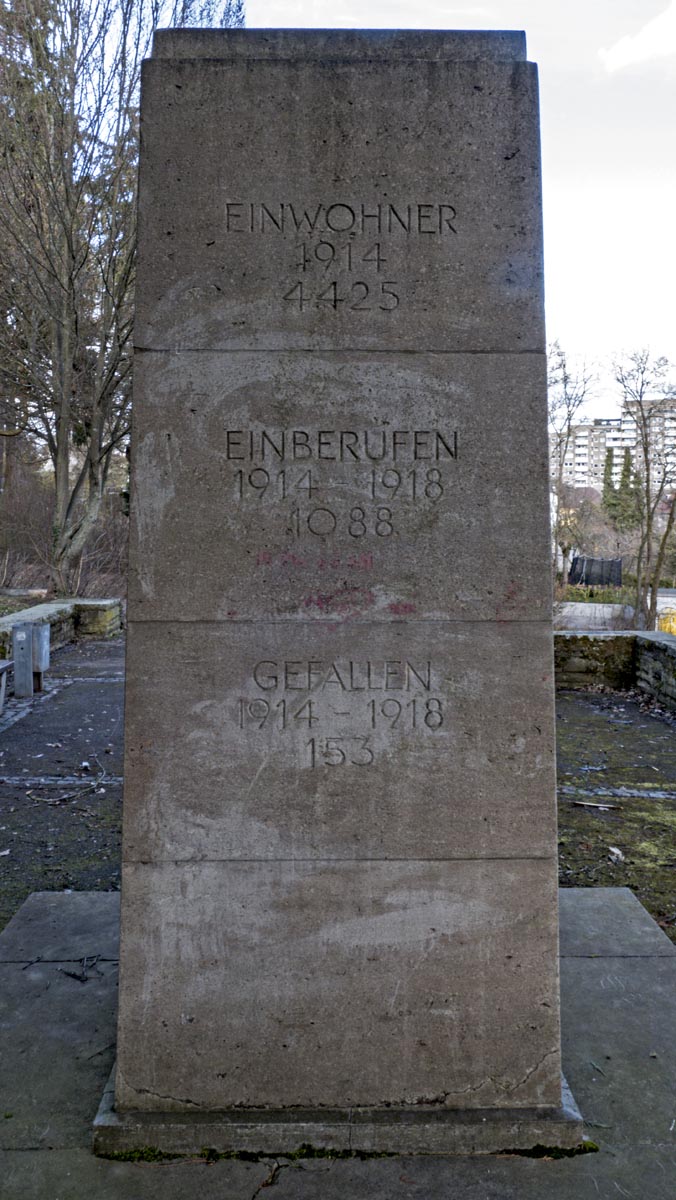 EINWOHNER
1914
4425
EINBERUFEN
1914 - 1918
1088
GEFALLEN
1914 - 1918
153